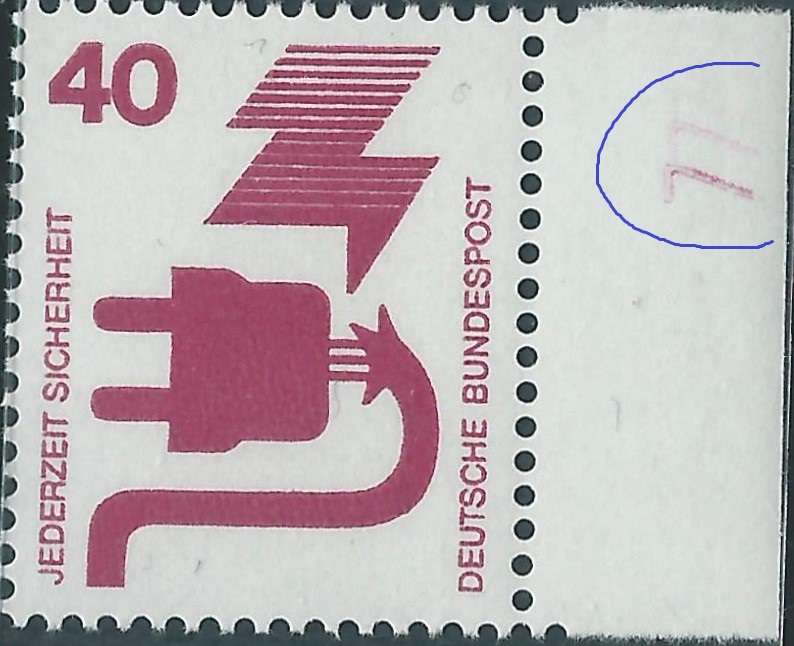 40
JEDERZEIT SICHERHEIT
DEUTSCHE BUNDESPOST